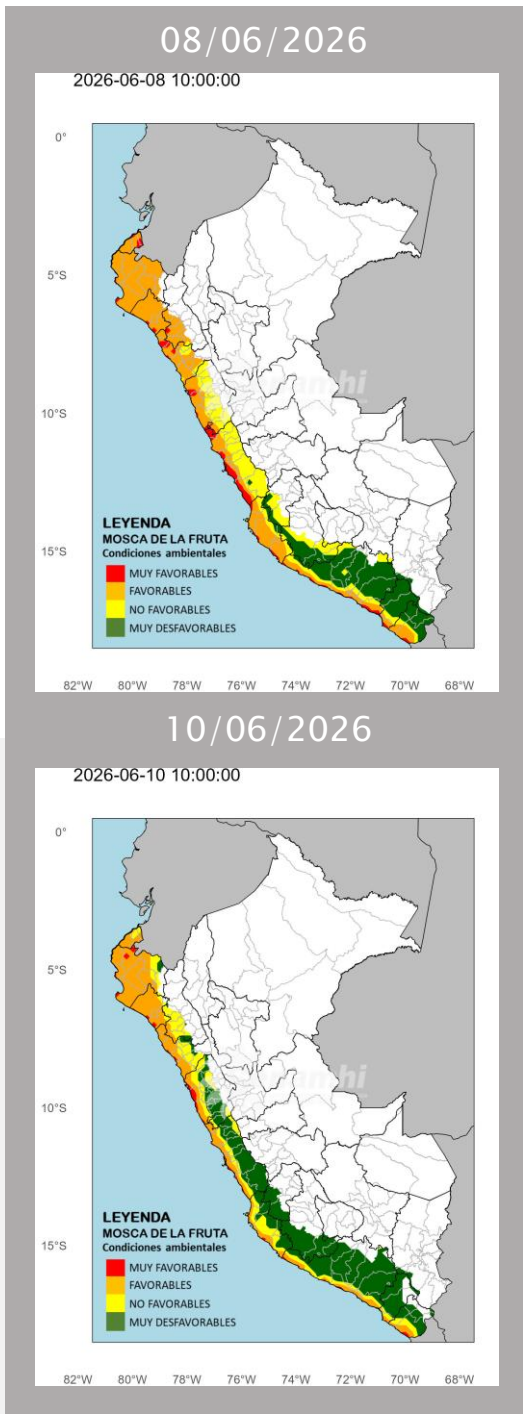 08/06/2026
2026-06-08 10:00:00
0°
5°S
10°S
15°S
LEYENDA
MOSCA DE LA FRUTA
Condiciones ambientales
MUY FAVORABLES
FAVORABLES
NO FAVORABLES
MUY DESFAVORABLES
82°W 80°W 78°W 76°W 74°W 72°W 70°W 68°W
10/06/2026
2026-06-10 10:00:00
0°
5°S
10°S
15°S
LEYENDA
MOSCA DE LA FRUTA
Condiciones ambientales
MUY FAVORABLES
FAVORABLES
NO FAVORABLES
MUY DESFAVORABLES
82°W 80°W 78°W 76°W 74°W 72°W 70°W 68°W